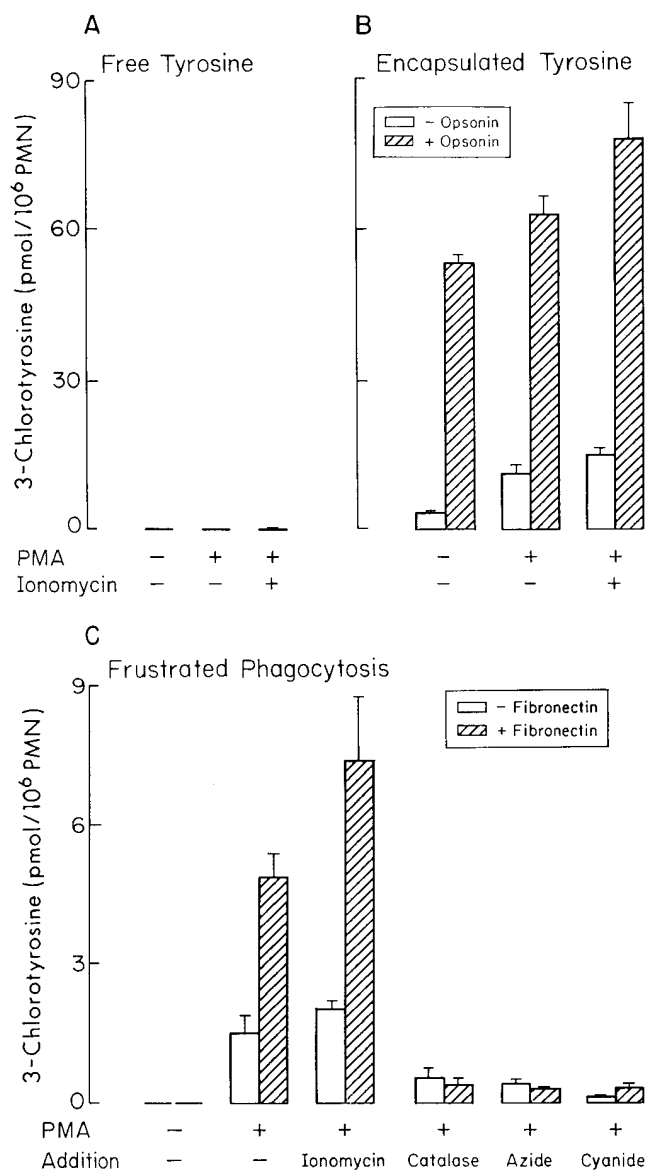 A B
Free Tyrosine Encapsulated Tyrosine
3-Chlorotyrosine (pmol/10⁶ PMN)
90
60
30
0
- Opsonin
+ Opsonin
PMA – + + – + +
Ionomycin – – + – – +
C
Frustrated Phagocytosis
3-Chlorotyrosine (pmol/10⁶ PMN)
9
6
3
0
- Fibronectin
+ Fibronectin
PMA – + + + + +
Addition – – Ionomycin Catalase Azide Cyanide